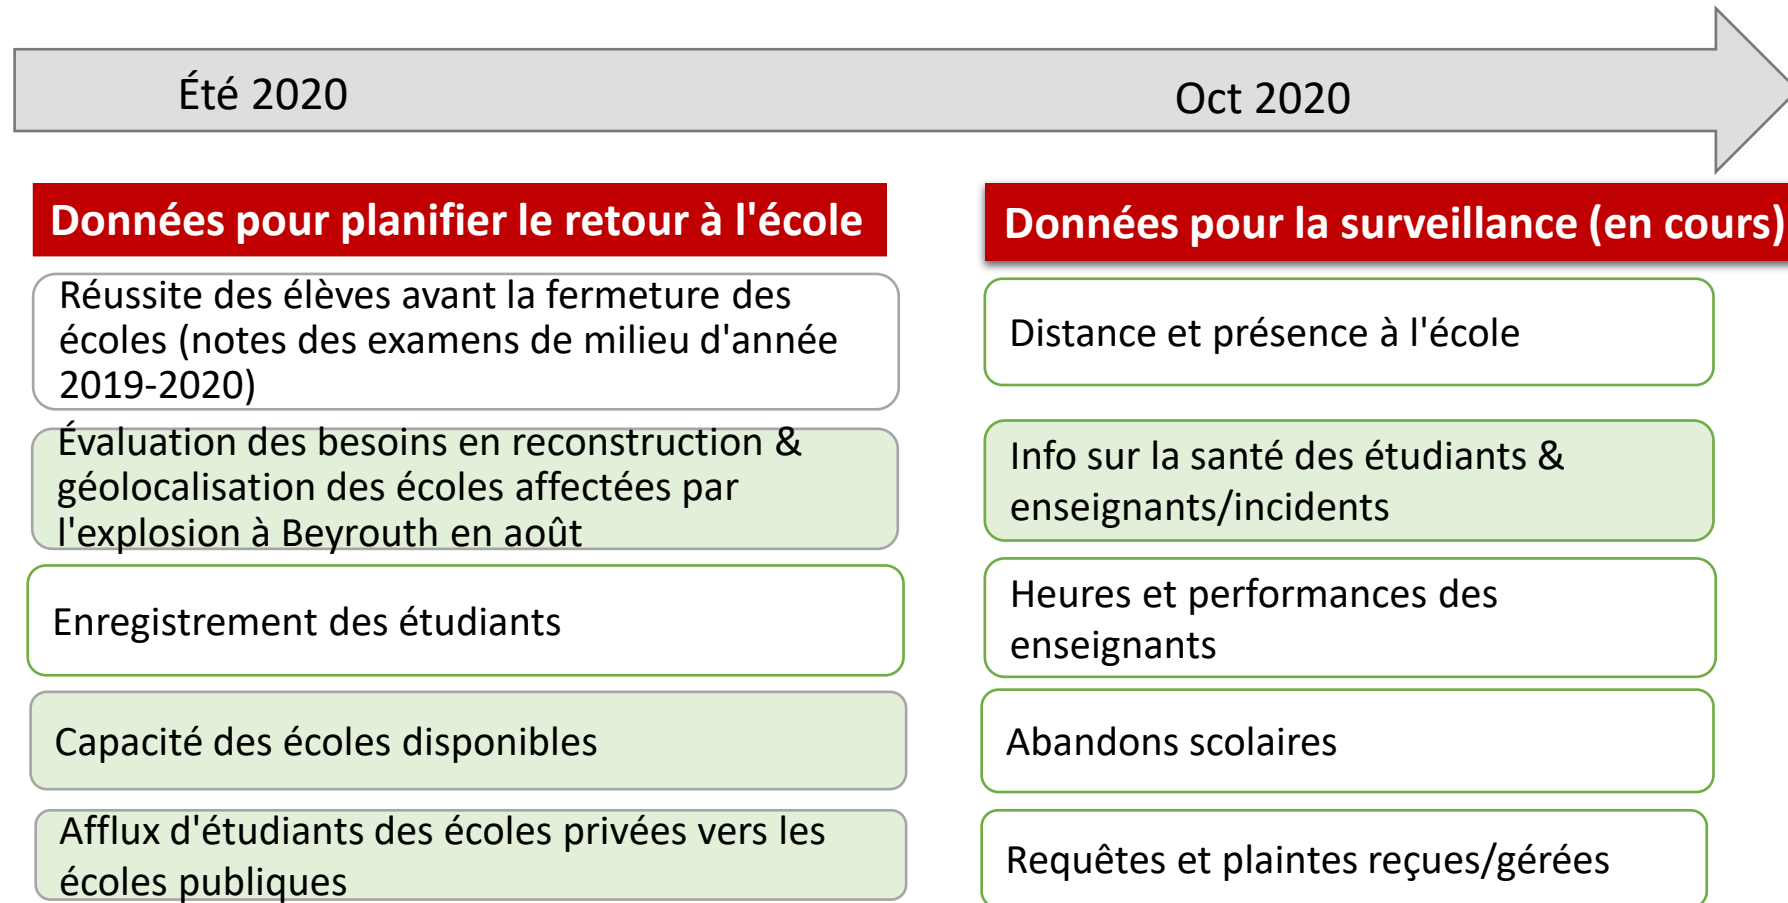 Été 2020
Oct 2020
Données pour planifier le retour à l'école
Réussite des élèves avant la fermeture des
écoles (notes des examens de milieu d'année
2019-2020)
Évaluation des besoins en reconstruction &
géolocalisation des écoles affectées par
l'explosion à Beyrouth en août
Enregistrement des étudiants
Capacité des écoles disponibles
Afflux d'étudiants des écoles privées vers les
écoles publiques
Données pour la surveillance (en cours)
Distance et présence à l'école
Info sur la santé des étudiants &
enseignants/incidents
Heures et performances des
enseignants
Abandons scolaires
Requêtes et plaintes reçues/gérées